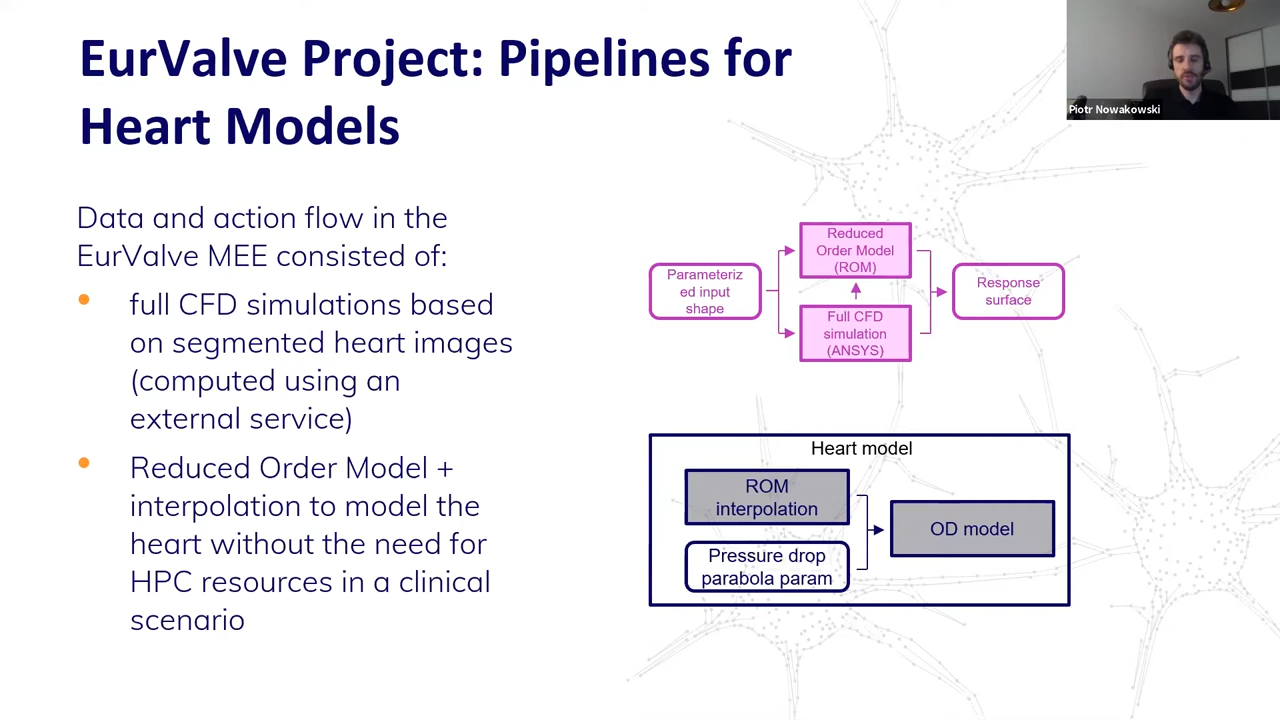 EurValve Project: Pipelines for
Heart Models
Piotr Nowakowski
Data and action flow in the
EurValve MEE consisted of:
full CFD simulations based
on segmented heart images
(computed using an
external service)
Reduced Order Model +
interpolation to model the
heart without the need for
HPC resources in a clinical
scenario
Parameteriz
ed input
shape
Reduced
Order Model
(ROM)
Full CFD
simulation
(ANSYS)
Response
surface
Heart model
ROM
interpolation
Pressure drop
parabola param
OD model